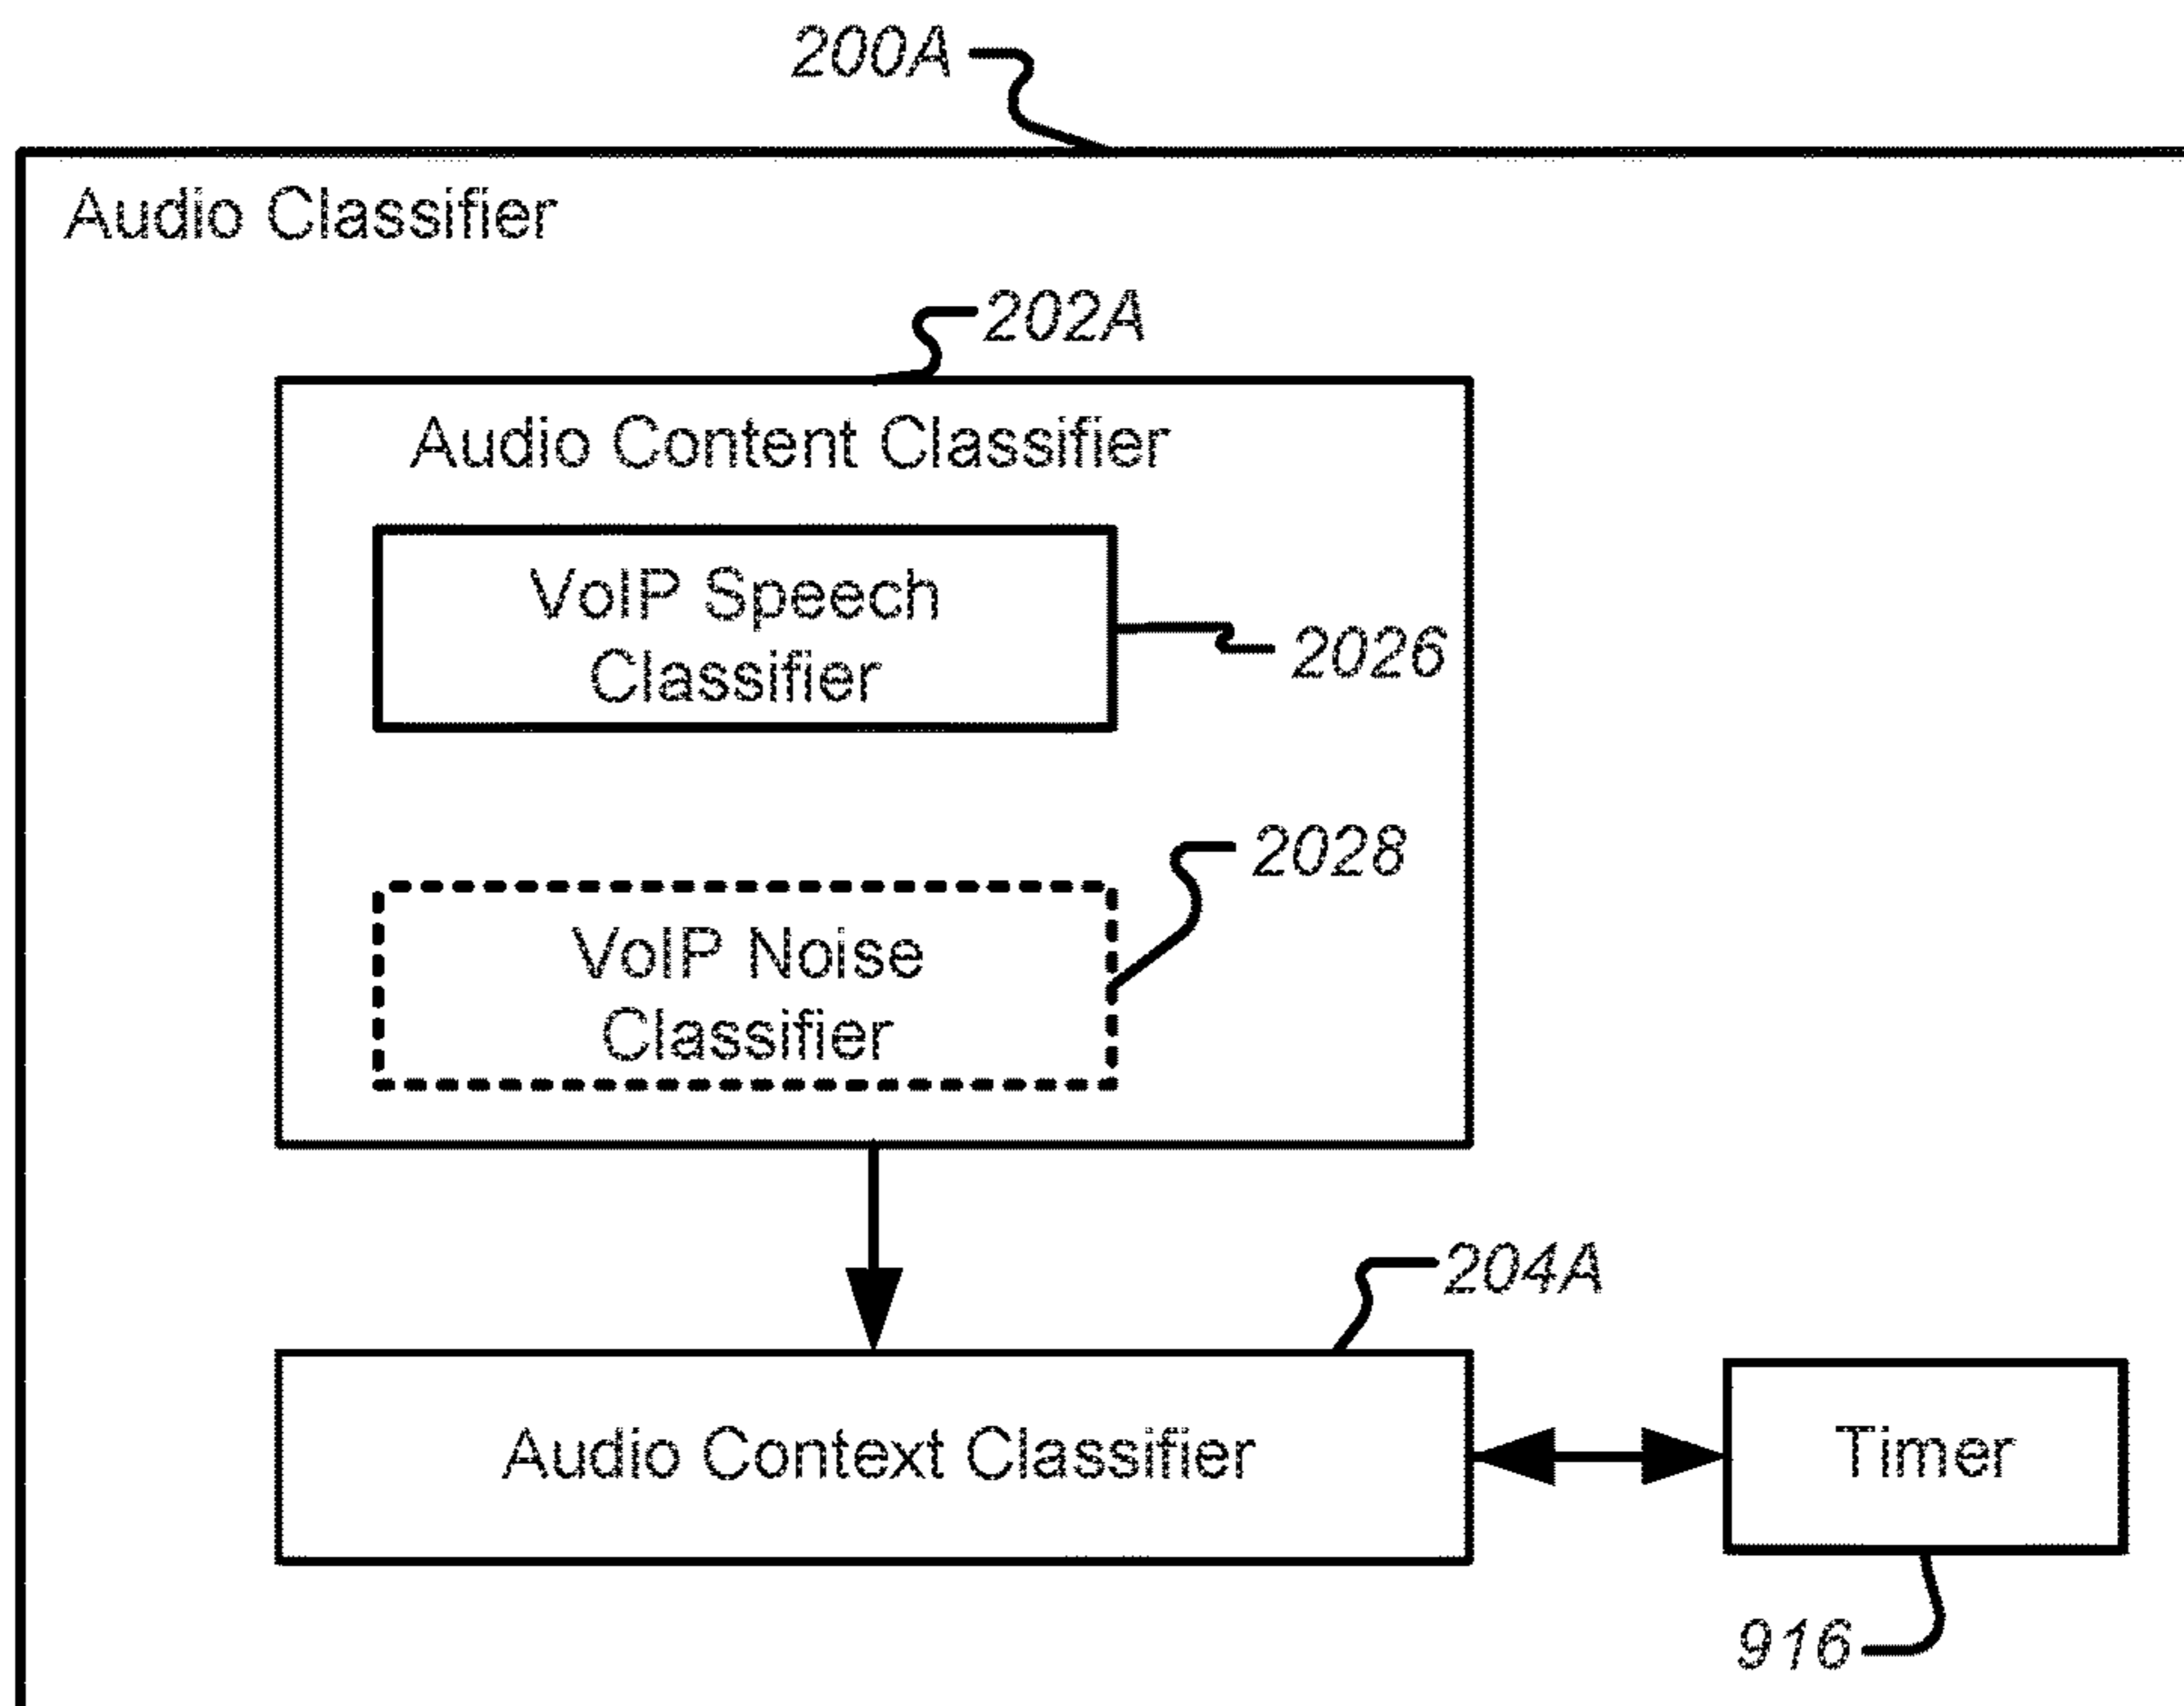 200A
Audio Classifier
202A
Audio Content Classifier
VoIP Speech
Classifier
2026
2028
VoIP Noise
Classifier
204A
Audio Context Classifier
Timer
916